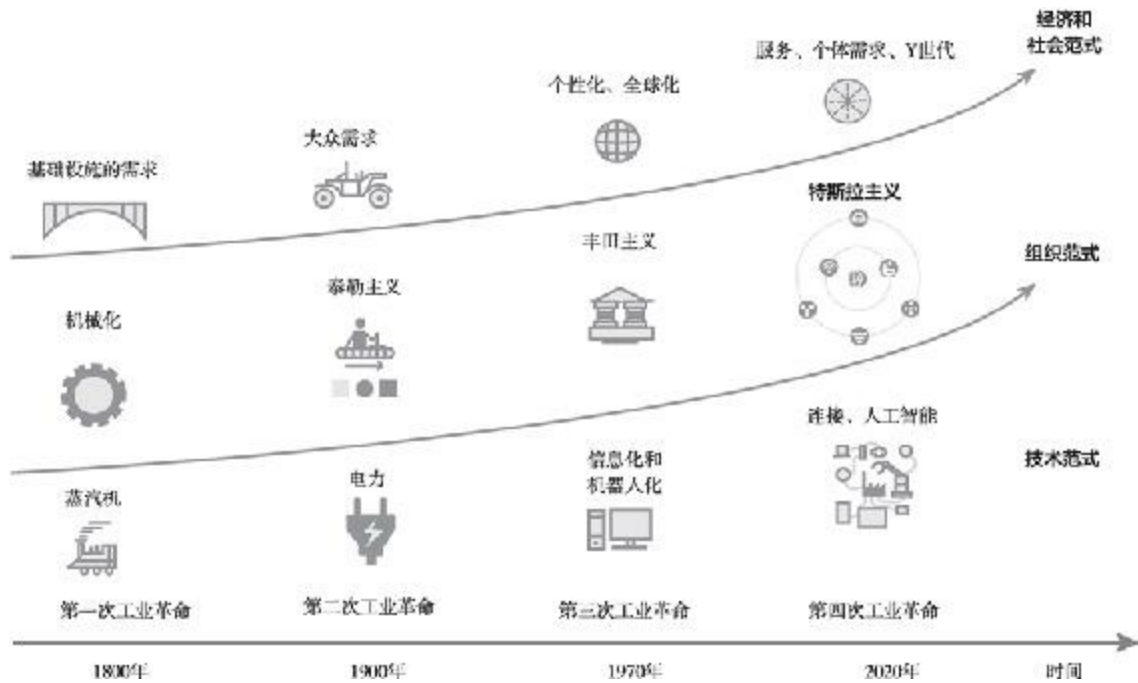 经济和
社会范式
服务、个体需求、Y世代
个性化、全球化
大众需求
基础设施的需求
特斯拉主义
组织范式
丰田主义
泰勒主义
机械化
连接、人工智能
技术范式
信息化和
机器人化
电力
蒸汽机
第一次工业革命
第二次工业革命
第三次工业革命
第四次工业革命
1800年
1900年
1970年
2020年
时间